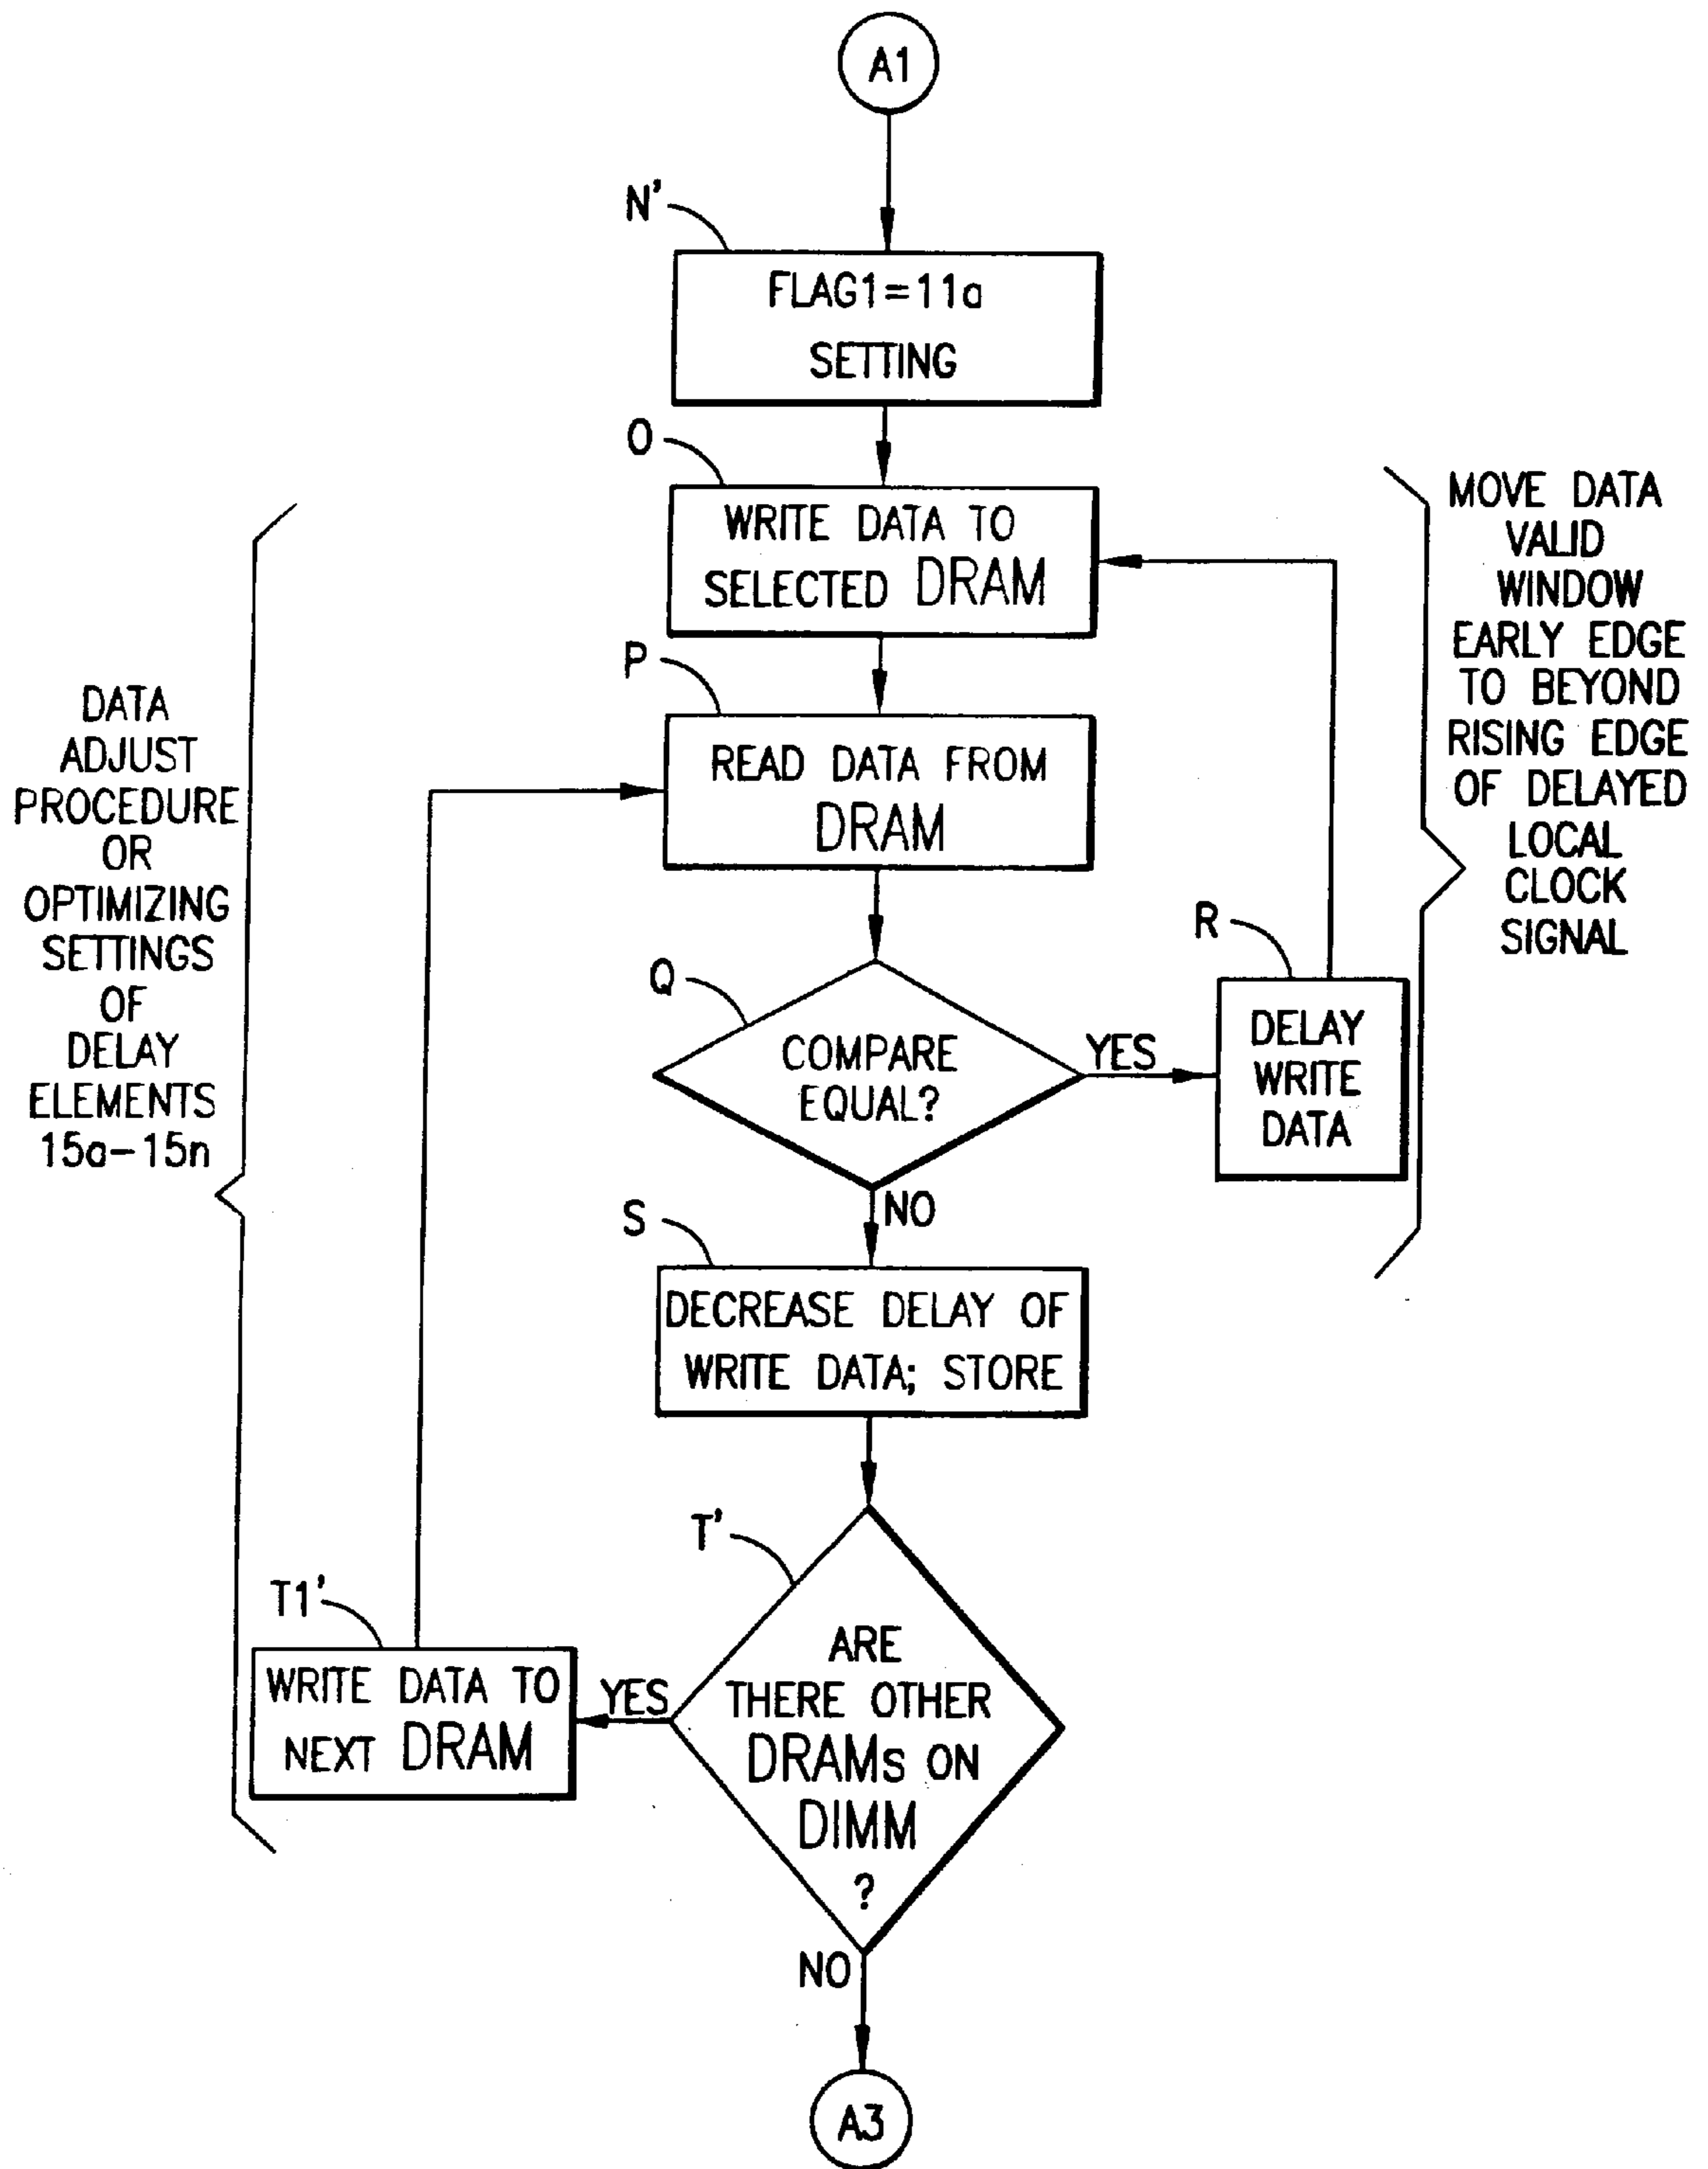 A1
N'
FLAG1=11a
SETTING
O
WRITE DATA TO
SELECTED DRAM
MOVE DATA
VALID
WINDOW
EARLY EDGE
TO BEYOND
RISING EDGE
OF DELAYED
LOCAL
CLOCK
SIGNAL
P
READ DATA FROM
DRAM
DATA
ADJUST
PROCEDURE
OR
OPTIMIZING
SETTINGS
OF
DELAY
ELEMENTS
15a-15n
Q
COMPARE
EQUAL?
YES
R
DELAY
WRITE
DATA
NO
S
DECREASE DELAY OF
WRITE DATA; STORE
T'
ARE
THERE OTHER
DRAMs ON
DIMM
?
YES
T1'
WRITE DATA TO
NEXT DRAM
NO
A3